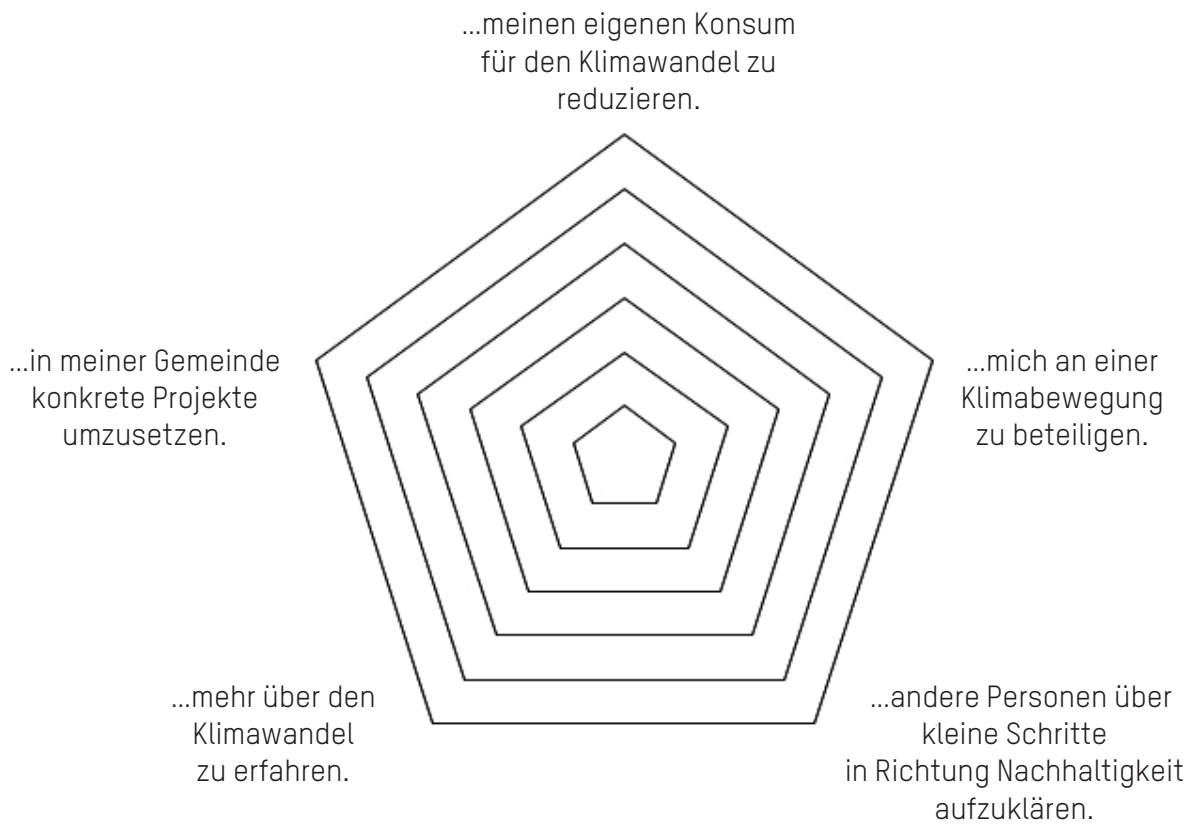 ...meinen eigenen Konsum
für den Klimawandel zu
reduzieren.
...in meiner Gemeinde
konkrete Projekte
umzusetzen.
...mich an einer
Klimabewegung
zu beteiligen.
...mehr über den
Klimawandel
zu erfahren.
...andere Personen über
kleine Schritte
in Richtung Nachhaltigkeit
aufzuklären.